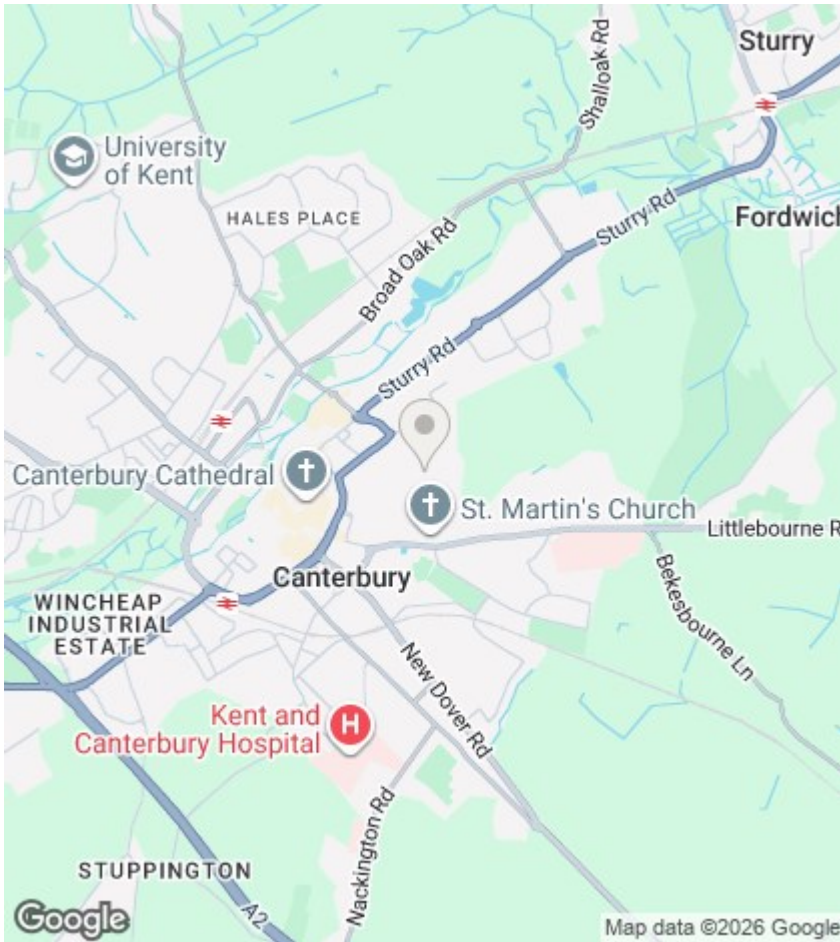 Sturry
Shalloak Rd
University
of Kent
HALES PLACE
Broad Oak Rd
Sturry Rd
Fordwich
Sturry Rd
Canterbury Cathedral
St. Martin's Church
Littlebourne R
Canterbury
WINCHEAP
INDUSTRIAL
ESTATE
Bekesbourne Ln
New Dover Rd
Kent and
Canterbury Hospital
H
Nackington Rd
STUPPINGTON
A2
Google
Map data ©2026 Google